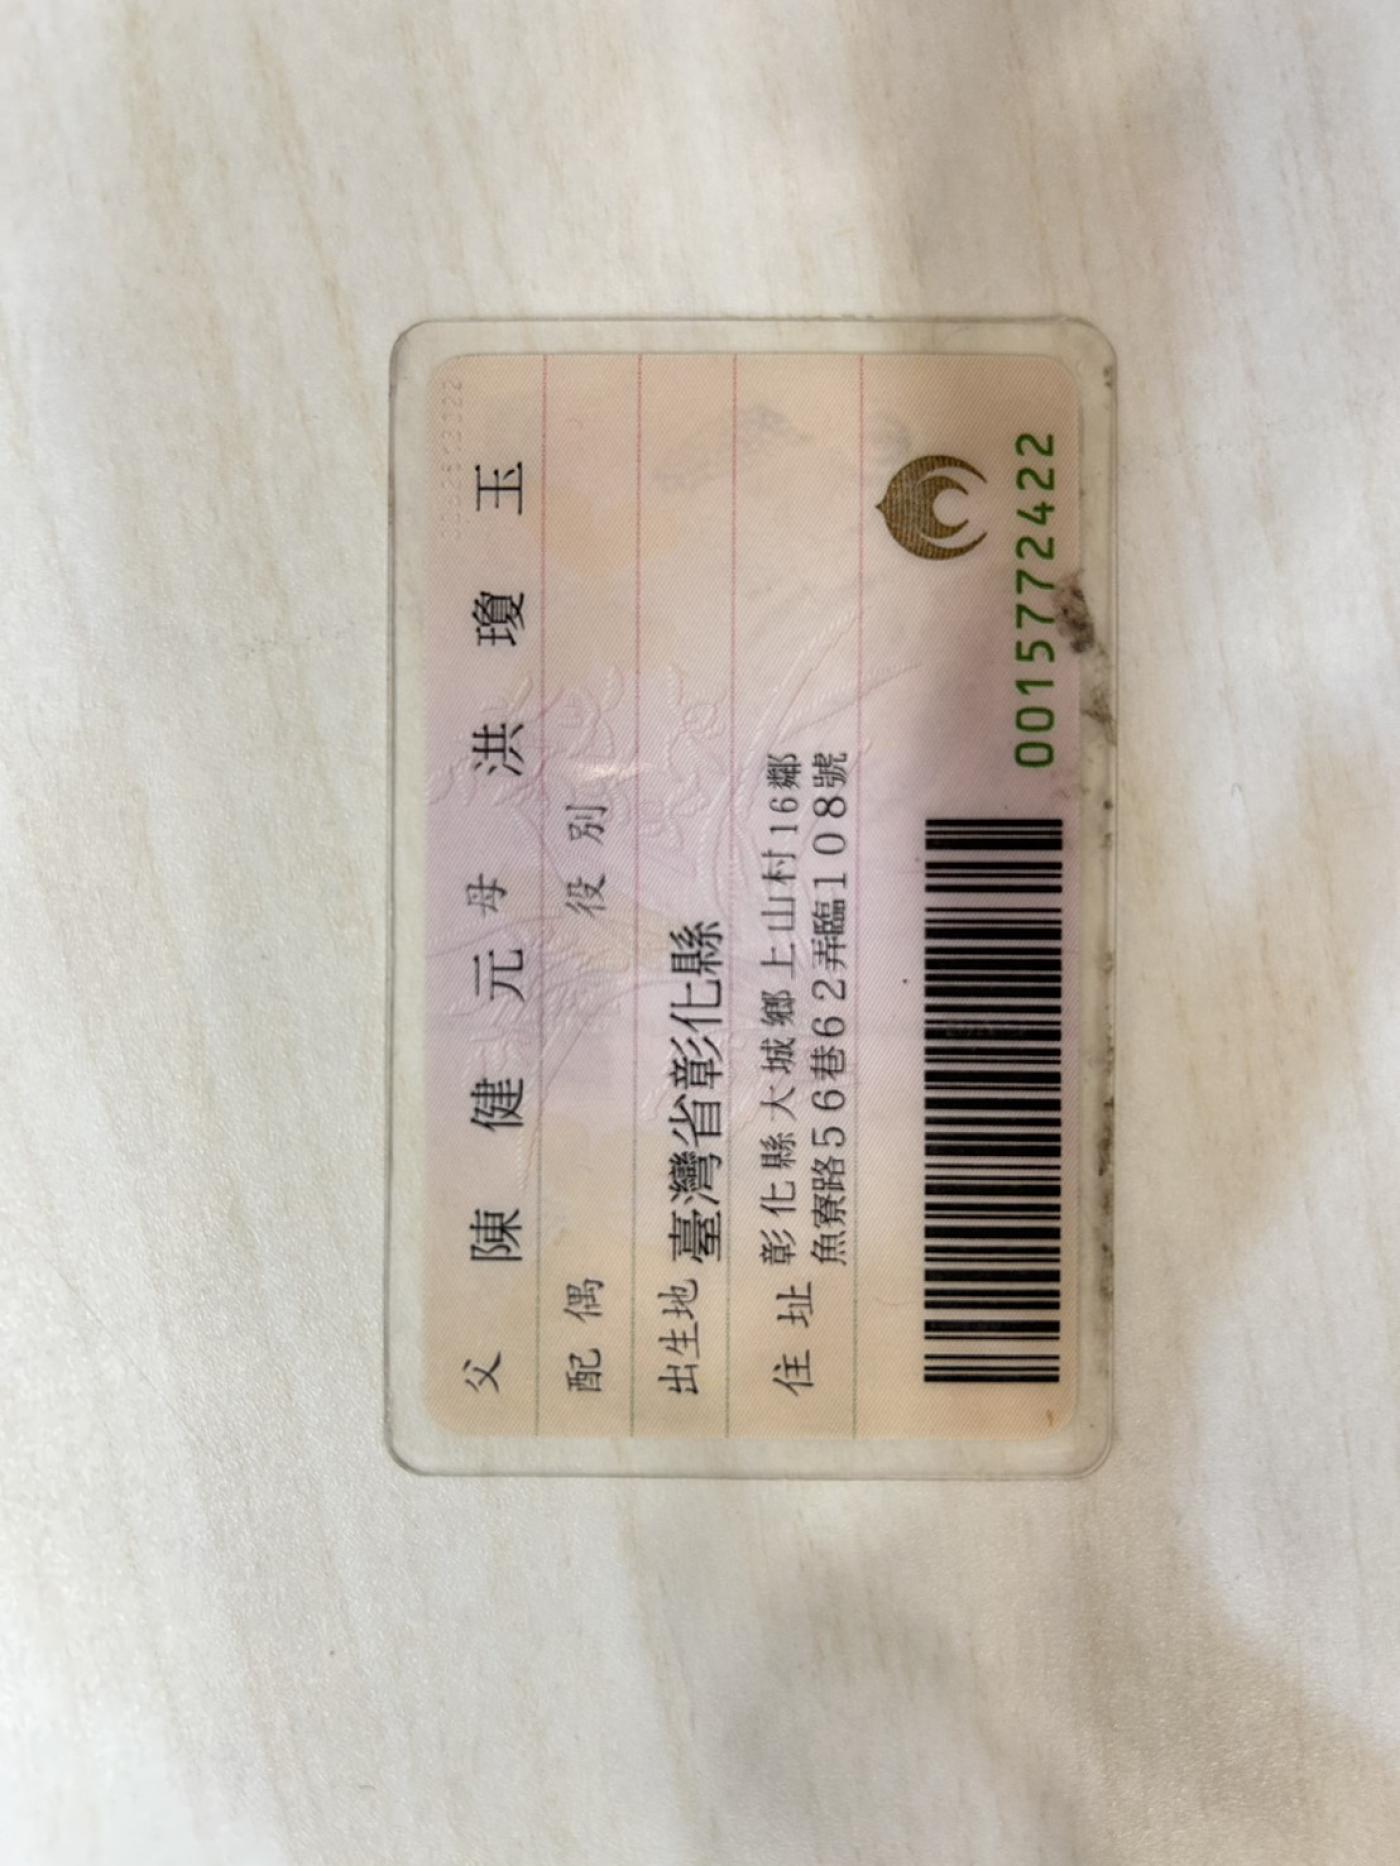 父 陳健元 母 洪瓊玉
配偶 役別
出生地 臺灣省彰化縣
住址 彰化縣大城鄉上山村16鄰
魚寮路56巷62弄臨108號
0015772422